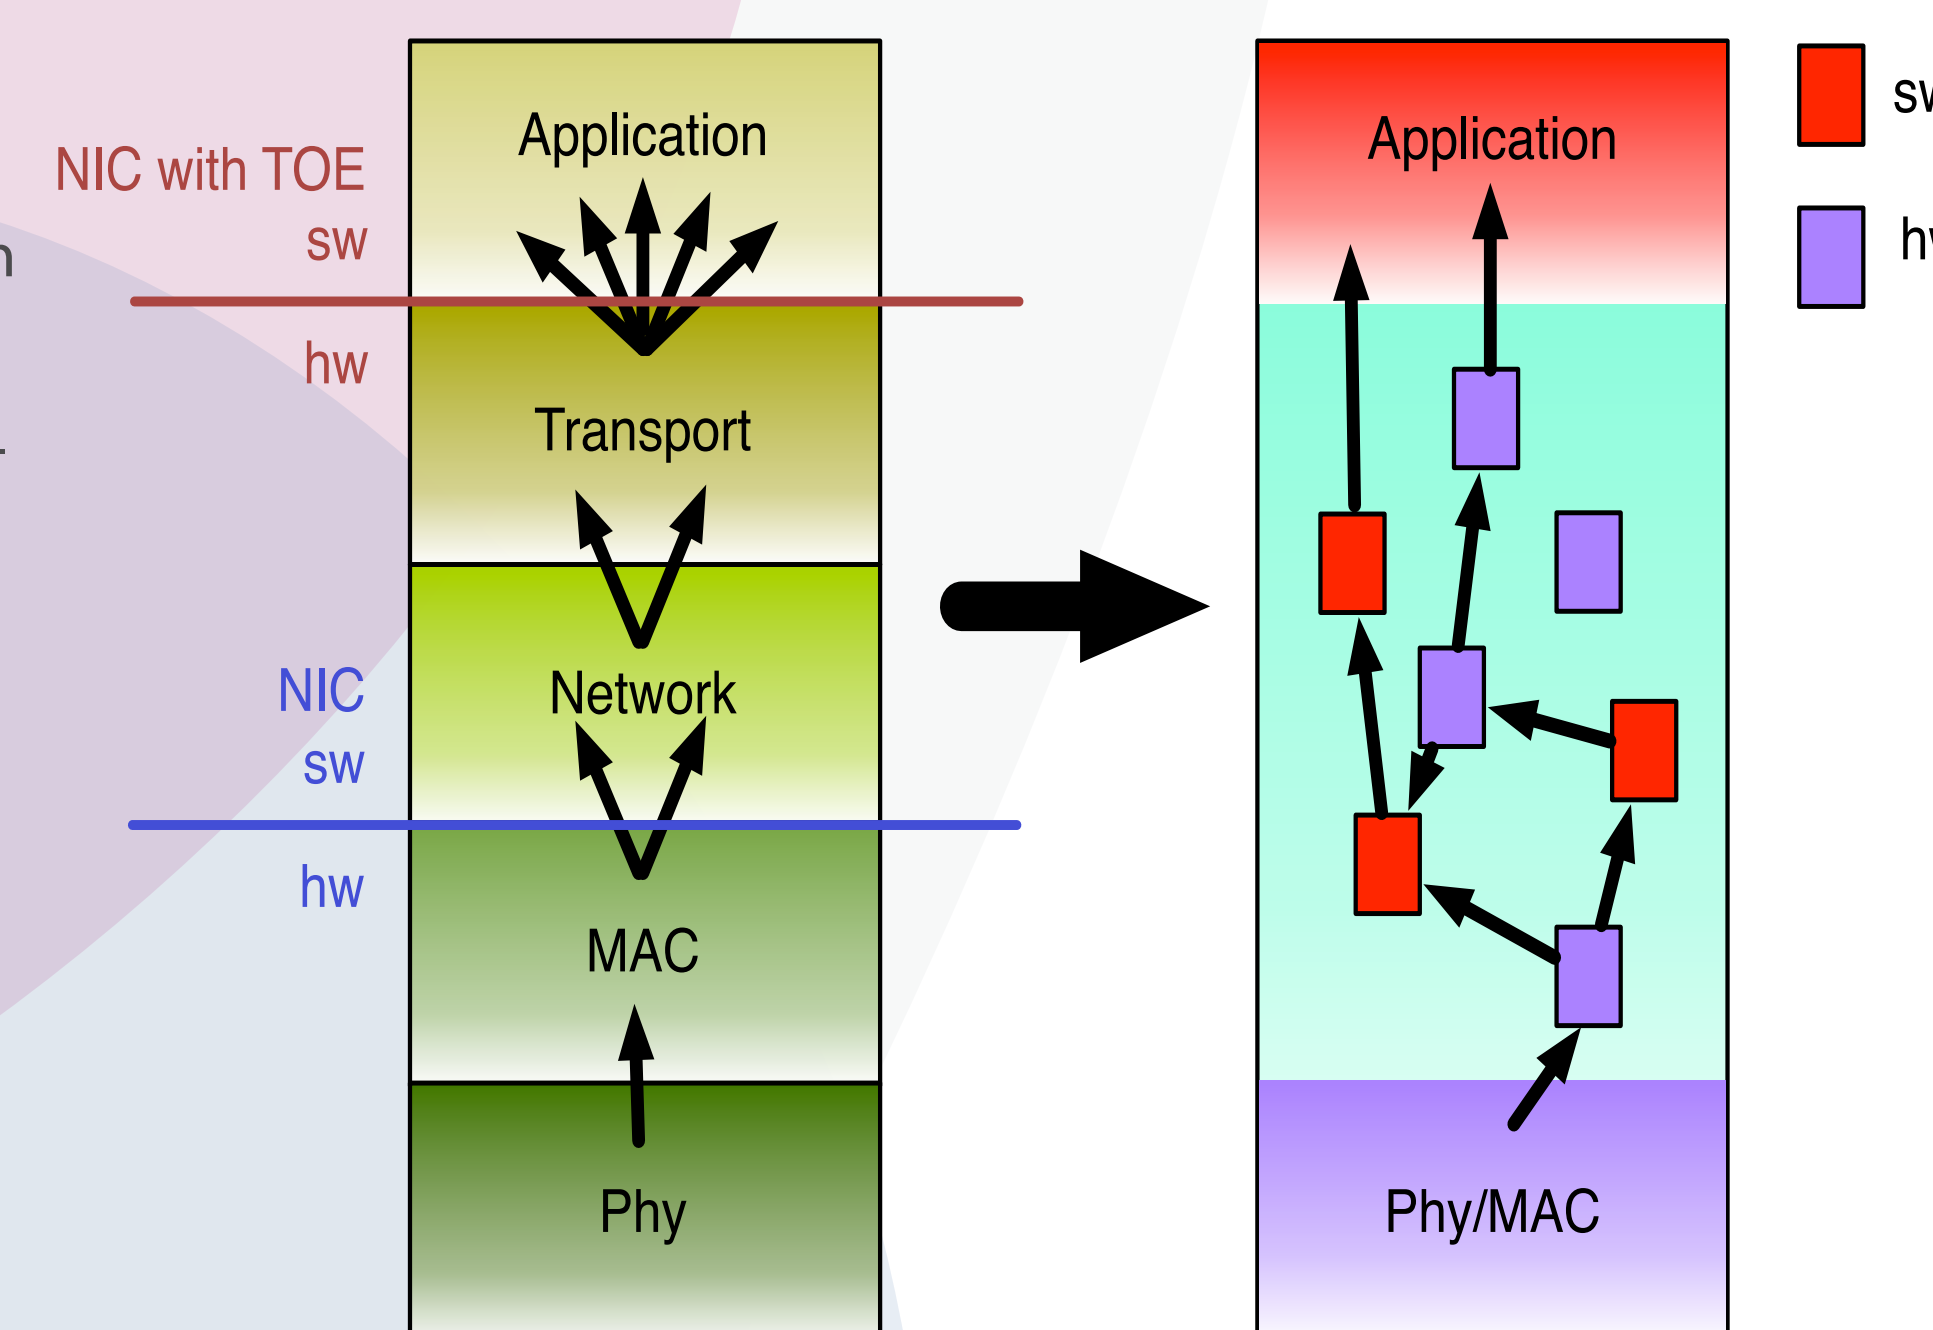 NIC with TOE
sw
hw
NIC
sw
hw
Application
Transport
Network
MAC
Phy
Application
Phy/MAC